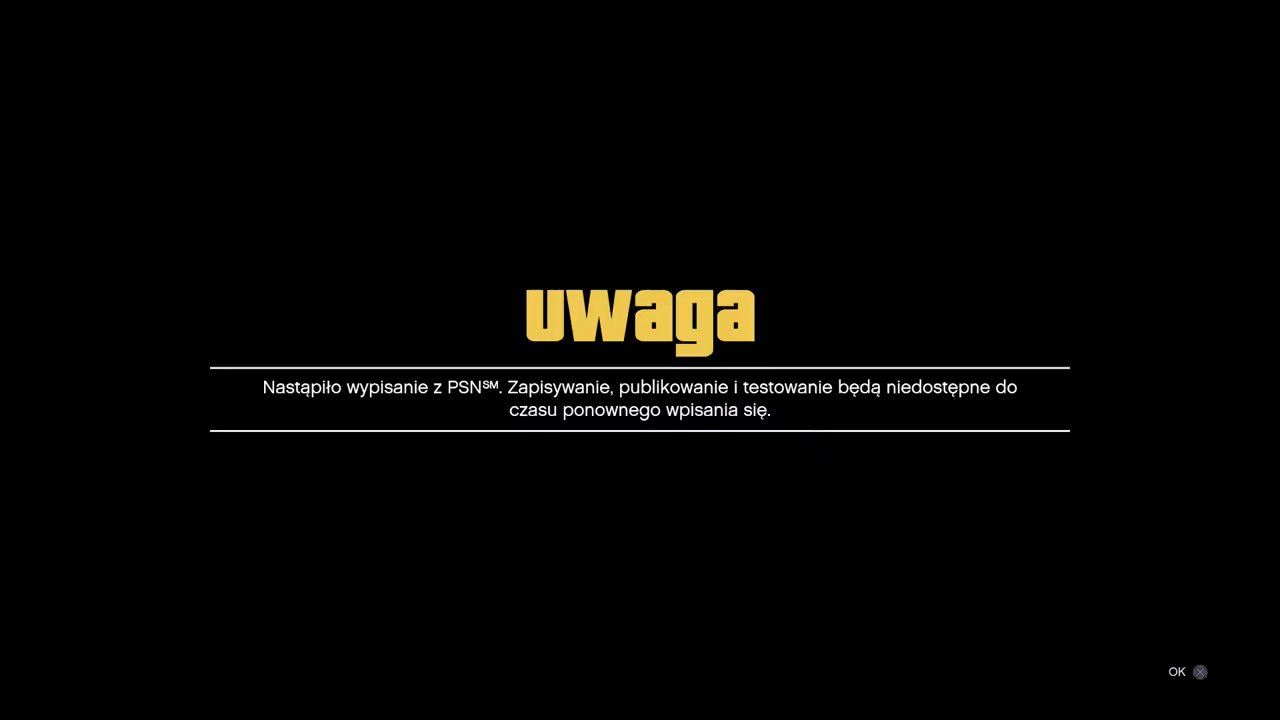 uwaga
Nastąpiło wypisanie z PSN℠. Zapisywanie, publikowanie i testowanie będą niedostępne do
czasu ponownego wpisania się.
OK